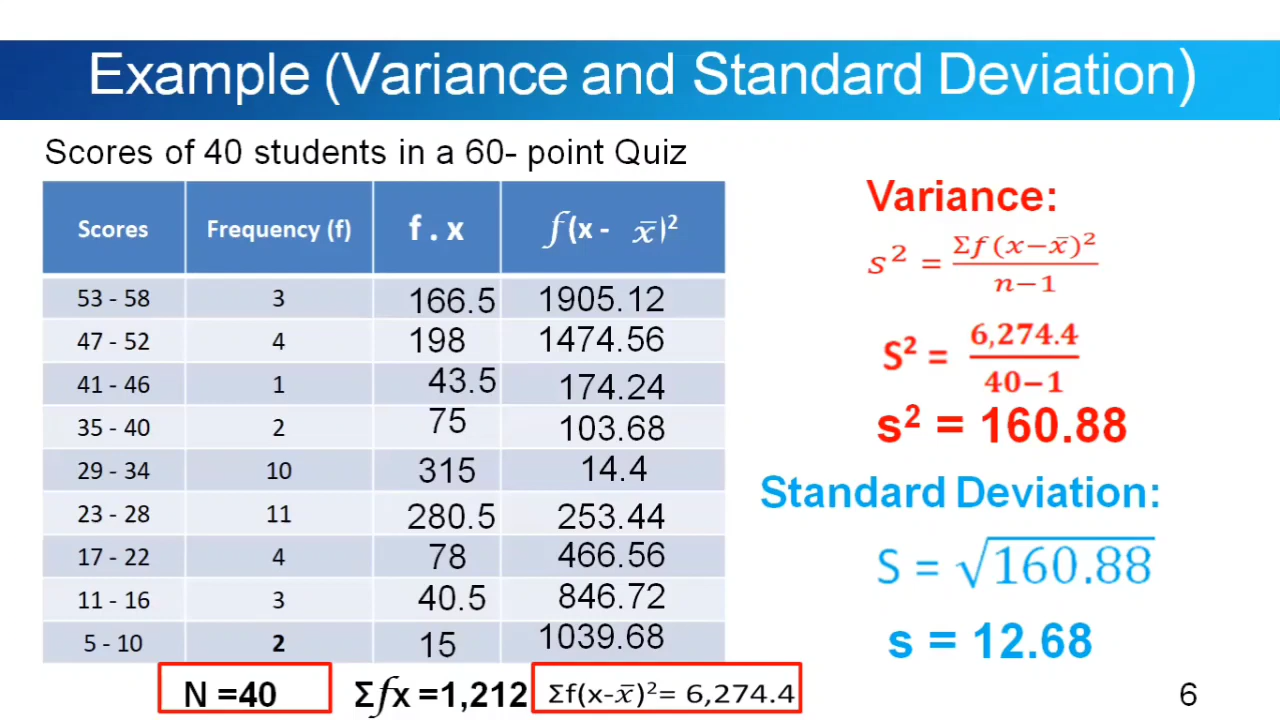 Example (Variance and Standard Deviation)
Scores of 40 students in a 60- point Quiz
Scores Frequency (f) f . x f(x - x̄)²
53 - 58 3 166.5 1905.12
47 - 52 4 198 1474.56
41 - 46 1 43.5 174.24
35 - 40 2 75 103.68
29 - 34 10 315 14.4
23 - 28 11 280.5 253.44
17 - 22 4 78 466.56
11 - 16 3 40.5 846.72
5 - 10 2 15 1039.68
N =40 Σfx =1,212 Σf(x-x̄)²= 6,274.4
Variance:
s² = Σf(x−x̄)² / n−1
S² = 6,274.4 / 40−1
s² = 160.88
Standard Deviation:
S = √160.88
s = 12.68
6